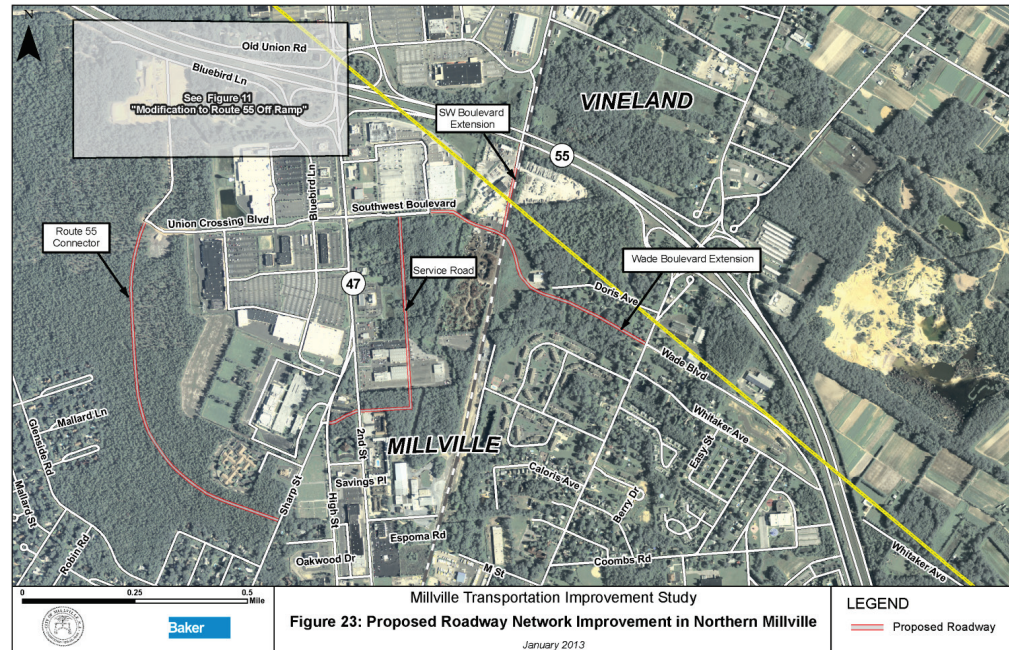 N
Old Union Rd
Bluebird Ln
See Figure 11
"Modification to Route 55 Off Ramp"
VINELAND
SW Boulevard
Extension
55
Bluebird Ln
Southwest Boulevard
Union Crossing Blvd
Route 55
Connector
Service Road
Wade Boulevard Extension
47
Doris Ave
Wade Blvd
Mallard Ln
Glenside Rd
Whitaker Ave
2nd St
MILLVILLE
Easy St
Savings Pl
Caloris Ave
Sharp St
Mallard St
High St
Berry Dr
Robin Rd
Espoma Rd
Oakwood Dr
M St
Coombs Rd
Whitaker Ave
0 0.25 0.5
Mile
CITY OF MILLVILLE
Baker
Millville Transportation Improvement Study
Figure 23: Proposed Roadway Network Improvement in Northern Millville
January 2013
LEGEND
Proposed Roadway